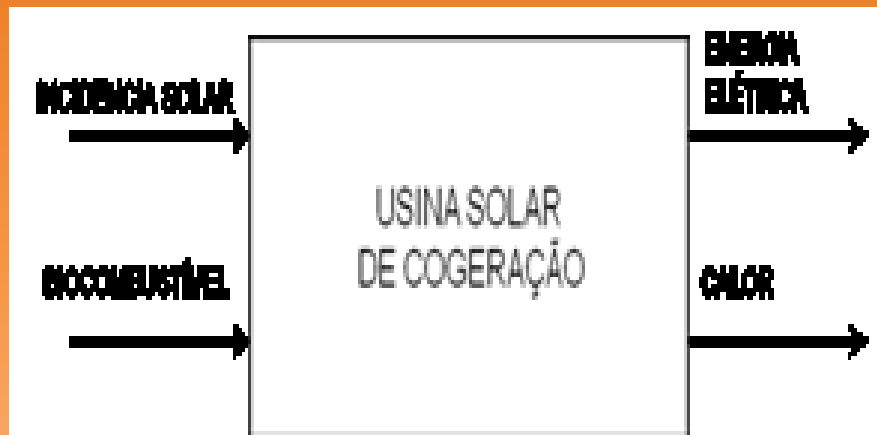 INCIDÊNCIA SOLAR
ENERGIA
ELÉTRICA
USINA SOLAR
DE COGERAÇÃO
BIOCOMBUSTÍVEL
CALOR